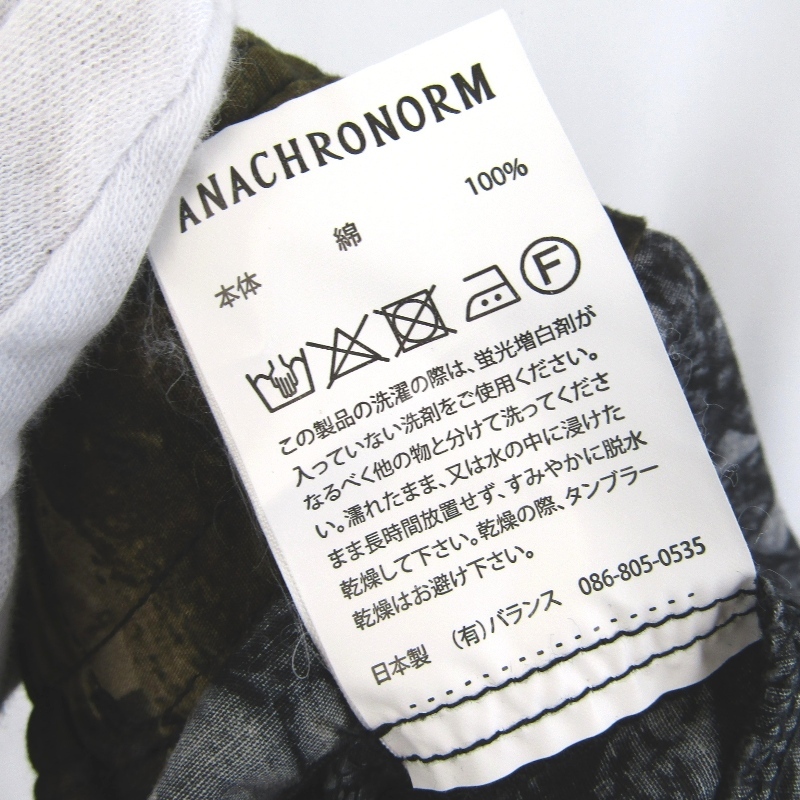 ANACHRONORM
本体 綿 100%
F
この製品の洗濯の際は、蛍光増白剤が
入っていない洗剤をご使用ください。
なるべく他の物と分けて洗ってくださ
い。濡れたまま、又は水の中に浸けた
まま長時間放置せず、すみやかに脱水
乾燥して下さい。乾燥の際、タンブラー
乾燥はお避け下さい。
日本製 (有)バランス 086-805-0535